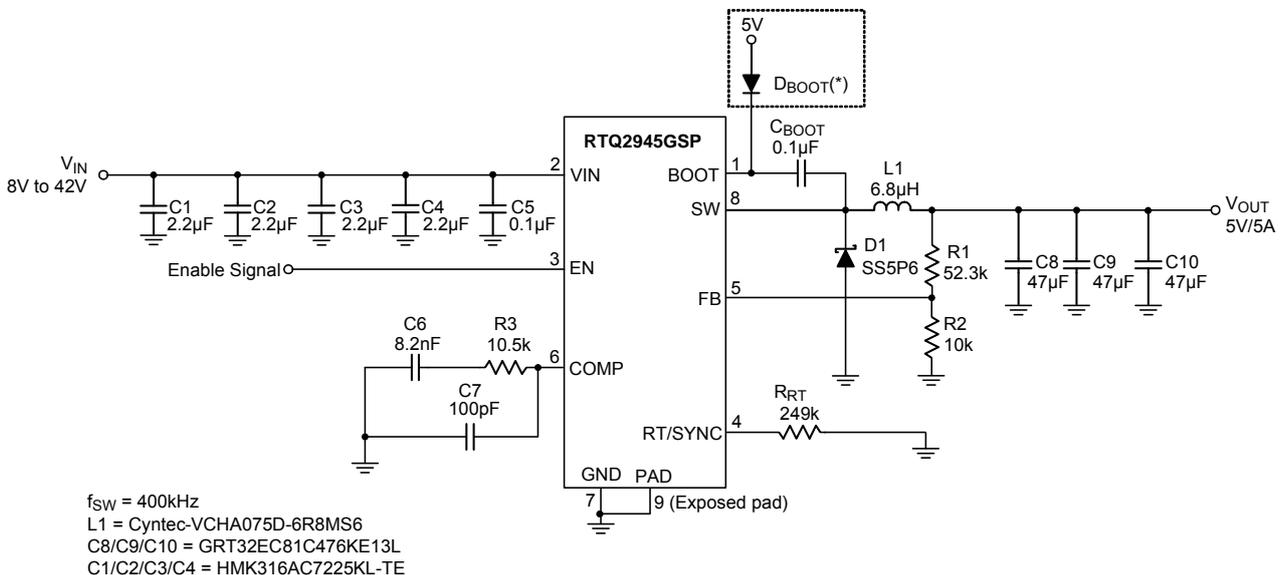 5V
DBOOT(*)
CBOOT
0.1µF
RTQ2945GSP
VIN
8V to 42V
2
VIN
BOOT
1
L1
6.8µH
C1
2.2µF
C2
2.2µF
C3
2.2µF
C4
2.2µF
C5
0.1µF
SW
8
VOUT
5V/5A
Enable Signal
3
EN
D1
SS5P6
R1
52.3k
C8
47µF
C9
47µF
C10
47µF
FB
5
R2
10k
C6
8.2nF
R3
10.5k
6
COMP
C7
100pF
RRT
249k
RT/SYNC
4
GND
PAD
7
9 (Exposed pad)
fSW = 400kHz
L1 = Cyntec-VCHA075D-6R8MS6
C8/C9/C10 = GRT32EC81C476KE13L
C1/C2/C3/C4 = HMK316AC7225KL-TE